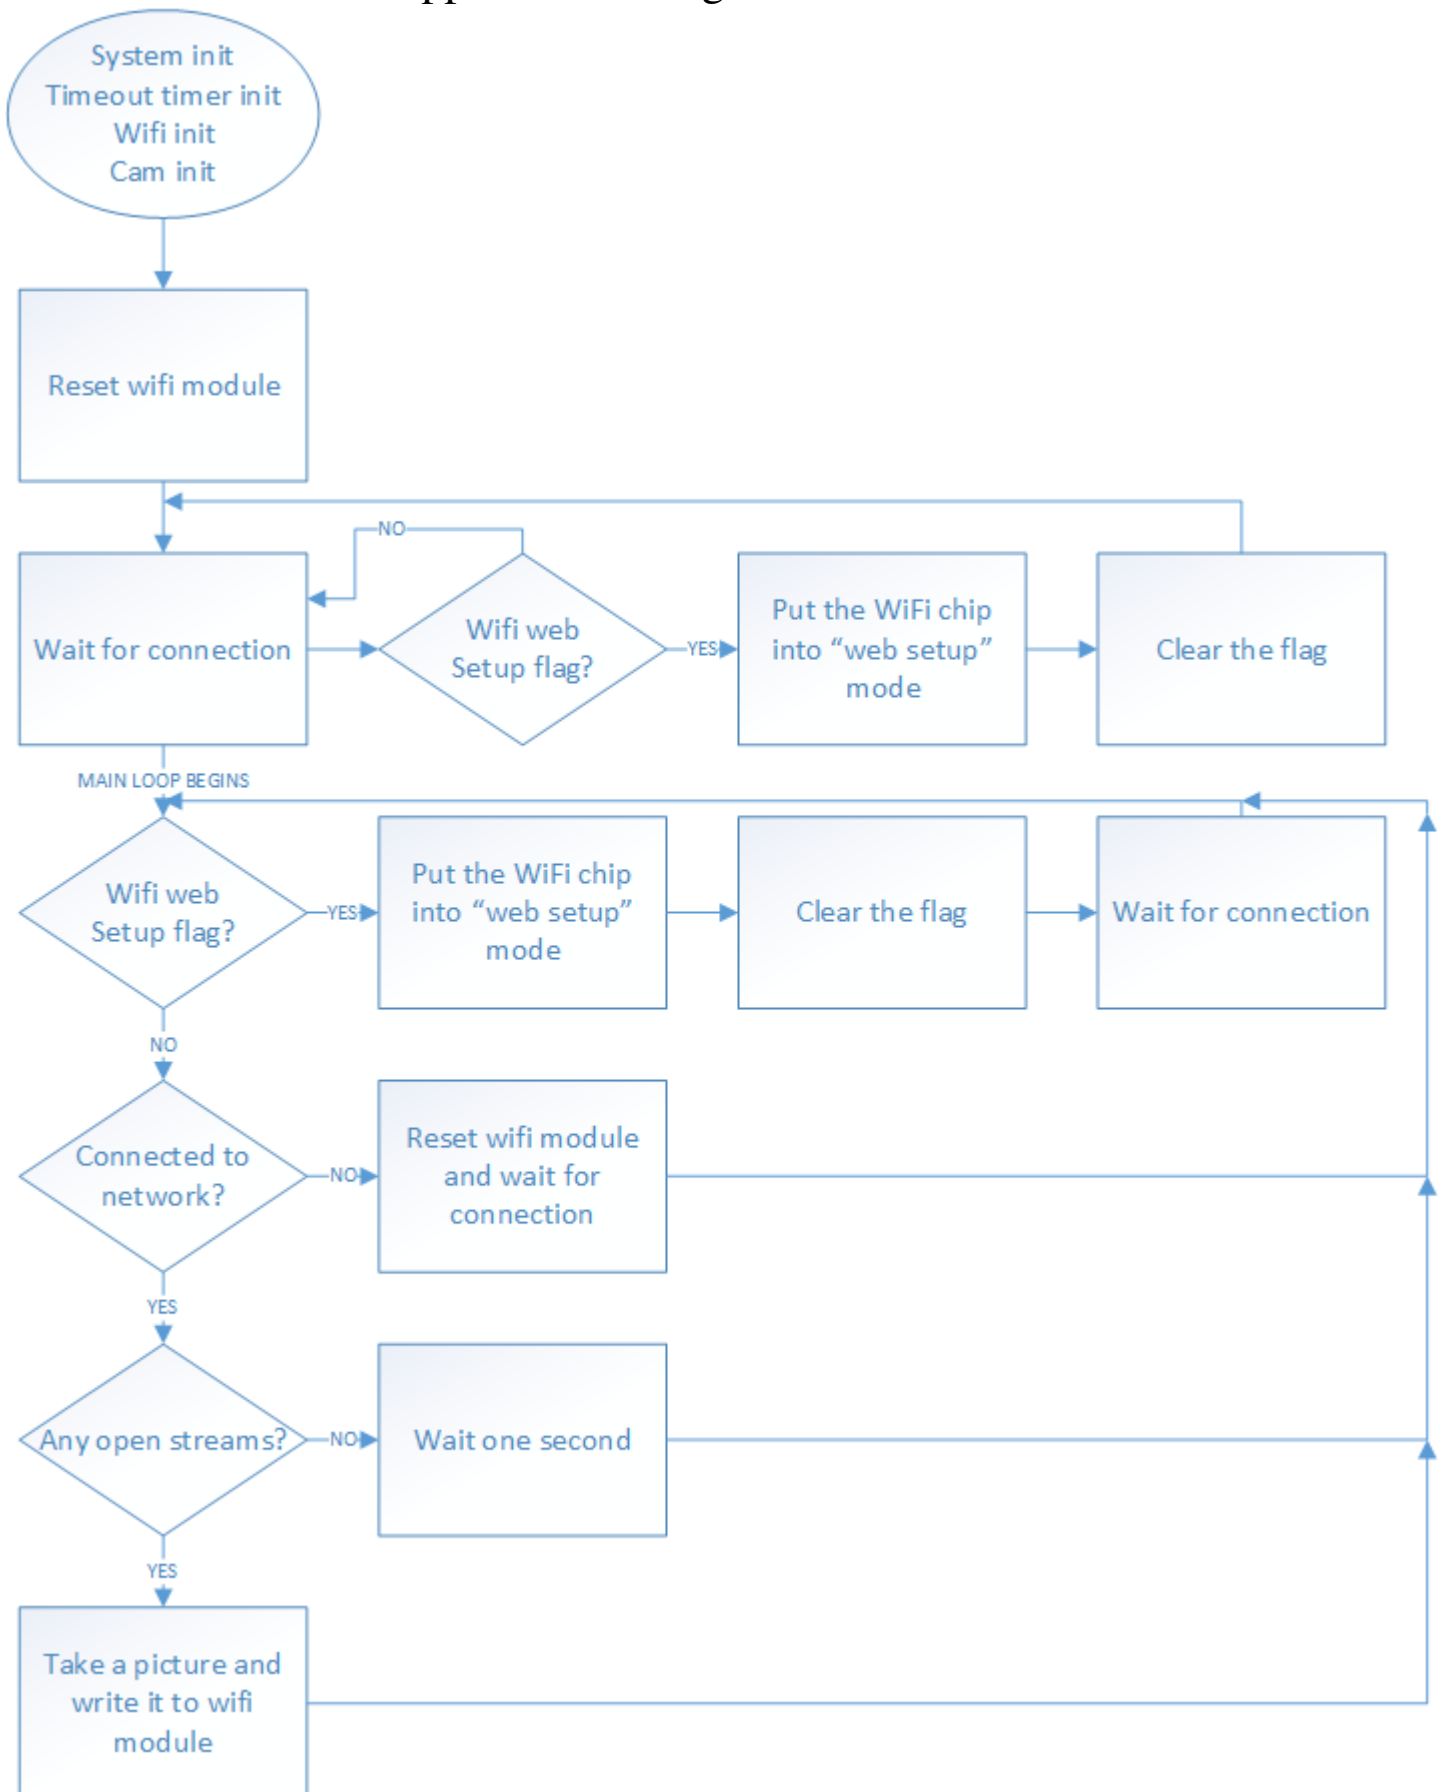 System init
Timeout timer init
Wifi init
Cam init
Reset wifi module
NO
Wait for connection
Wifi web
Setup flag?
YES
Put the WiFi chip
into “web setup”
mode
Clear the flag
MAIN LOOP BEGINS
Wifi web
Setup flag?
YES
Put the WiFi chip
into “web setup”
mode
Clear the flag
Wait for connection
NO
Connected to
network?
NO
Reset wifi module
and wait for
connection
YES
Any open streams?
NO
Wait one second
YES
Take a picture and
write it to wifi
module